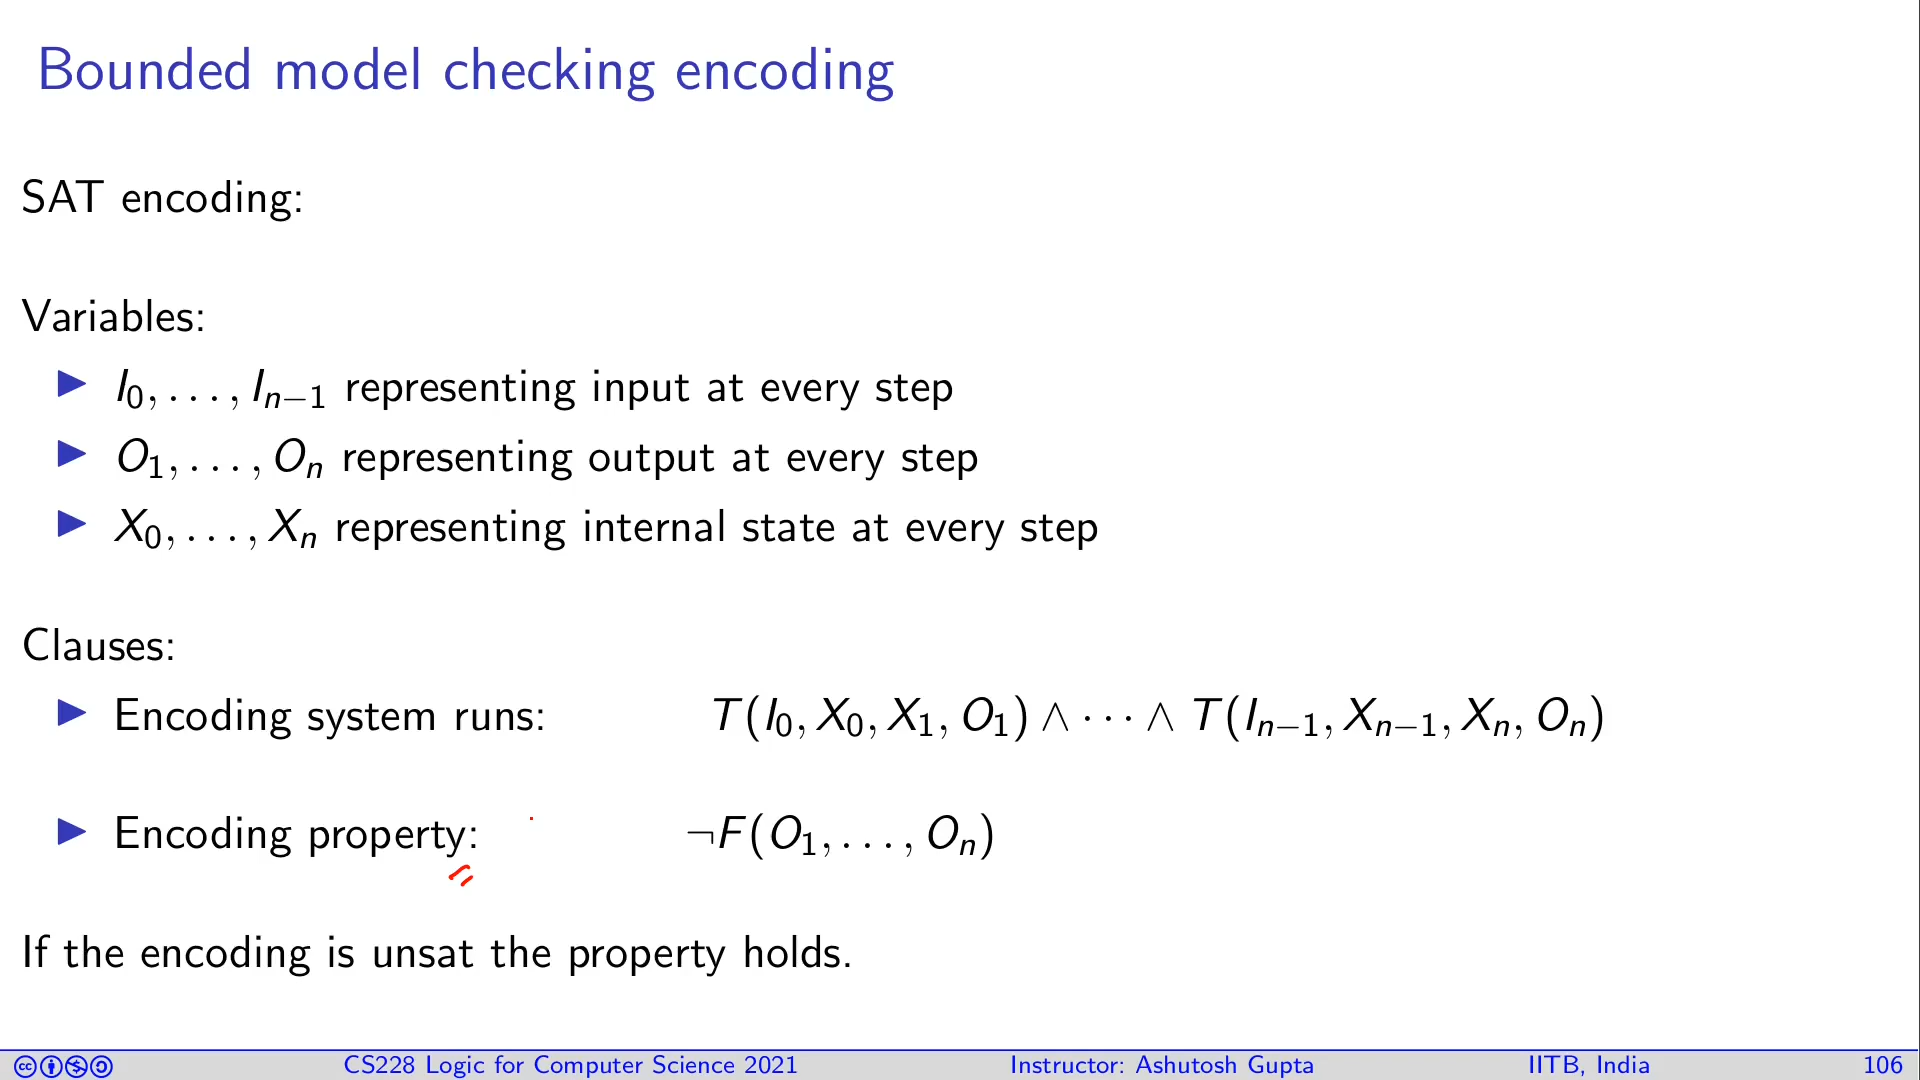 Bounded model checking encoding
SAT encoding:
Variables:
▶ I₀, . . . , Iₙ₋₁ representing input at every step
▶ O₁, . . . , Oₙ representing output at every step
▶ X₀, . . . , Xₙ representing internal state at every step
Clauses:
▶ Encoding system runs: T(I₀, X₀, X₁, O₁) ∧ · · · ∧ T(Iₙ₋₁, Xₙ₋₁, Xₙ, Oₙ)
▶ Encoding property: ¬F(O₁, . . . , Oₙ)
If the encoding is unsat the property holds.
CS228 Logic for Computer Science 2021 Instructor: Ashutosh Gupta IITB, India 106